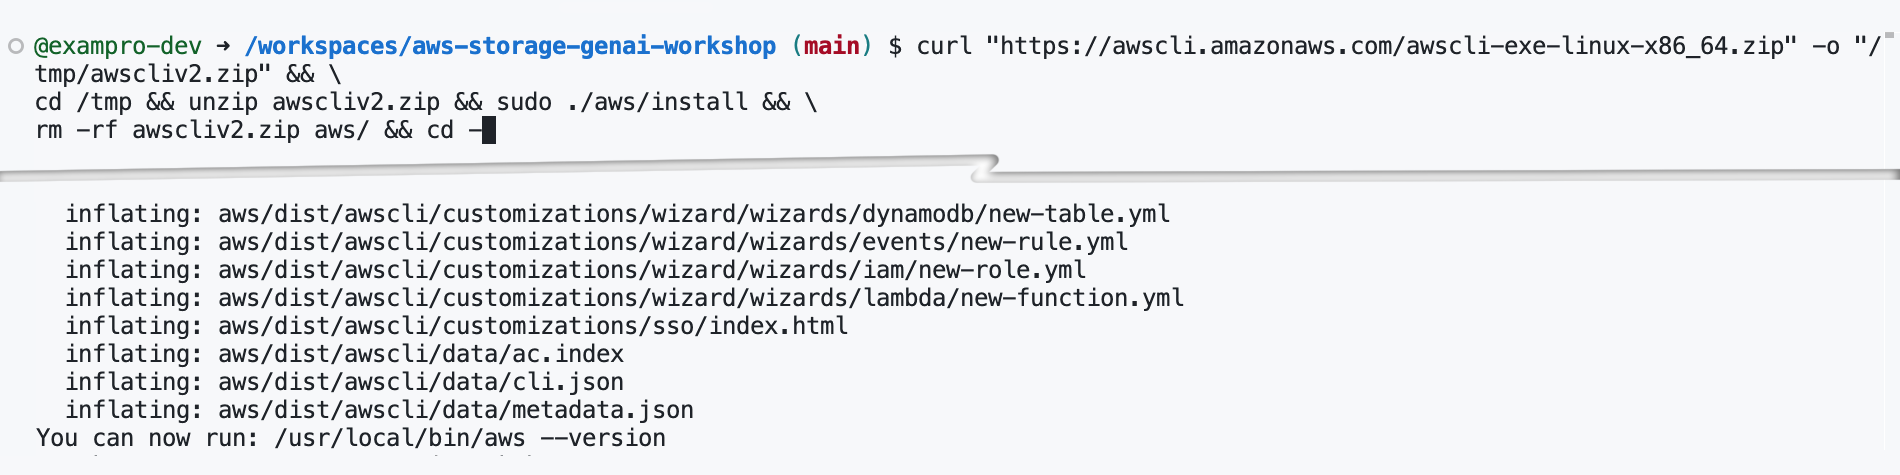 @exampro-dev ➜ /workspaces/aws-storage-genai-workshop (main) $ curl "https://awscli.amazonaws.com/awscli-exe-linux-x86_64.zip" -o "/
tmp/awscliv2.zip" && \
cd /tmp && unzip awscliv2.zip && sudo ./aws/install && \
rm -rf awscliv2.zip aws/ && cd -
inflating: aws/dist/awscli/customizations/wizard/wizards/dynamodb/new-table.yml
inflating: aws/dist/awscli/customizations/wizard/wizards/events/new-rule.yml
inflating: aws/dist/awscli/customizations/wizard/wizards/iam/new-role.yml
inflating: aws/dist/awscli/customizations/wizard/wizards/lambda/new-function.yml
inflating: aws/dist/awscli/customizations/sso/index.html
inflating: aws/dist/awscli/data/ac.index
inflating: aws/dist/awscli/data/cli.json
inflating: aws/dist/awscli/data/metadata.json
You can now run: /usr/local/bin/aws --version